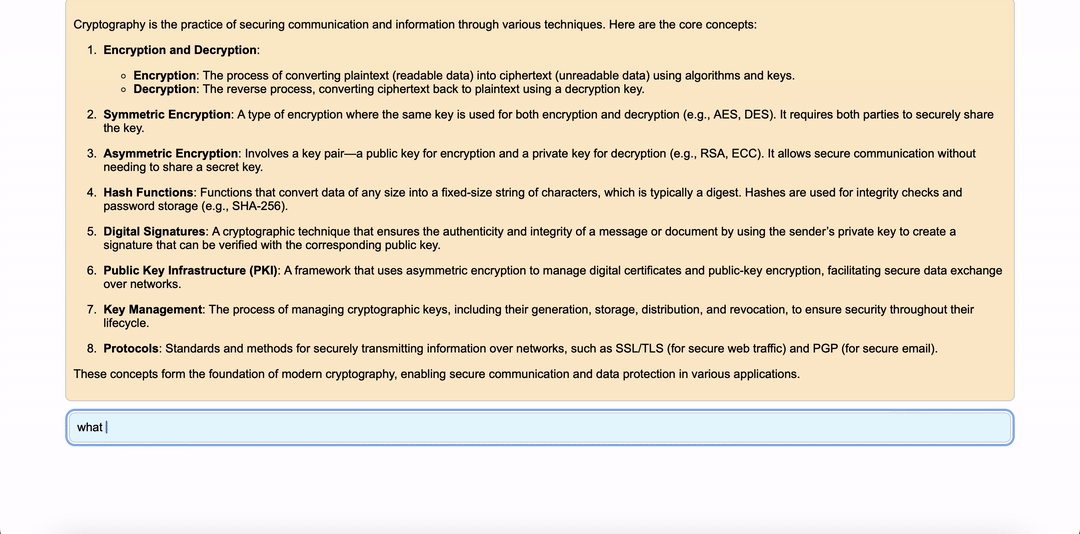 Cryptography is the practice of securing communication and information through various techniques. Here are the core concepts:
1. Encryption and Decryption:
◦ Encryption: The process of converting plaintext (readable data) into ciphertext (unreadable data) using algorithms and keys.
◦ Decryption: The reverse process, converting ciphertext back to plaintext using a decryption key.
2. Symmetric Encryption: A type of encryption where the same key is used for both encryption and decryption (e.g., AES, DES). It requires both parties to securely share
the key.
3. Asymmetric Encryption: Involves a key pair—a public key for encryption and a private key for decryption (e.g., RSA, ECC). It allows secure communication without
needing to share a secret key.
4. Hash Functions: Functions that convert data of any size into a fixed-size string of characters, which is typically a digest. Hashes are used for integrity checks and
password storage (e.g., SHA-256).
5. Digital Signatures: A cryptographic technique that ensures the authenticity and integrity of a message or document by using the sender's private key to create a
signature that can be verified with the corresponding public key.
6. Public Key Infrastructure (PKI): A framework that uses asymmetric encryption to manage digital certificates and public-key encryption, facilitating secure data exchange
over networks.
7. Key Management: The process of managing cryptographic keys, including their generation, storage, distribution, and revocation, to ensure security throughout their
lifecycle.
8. Protocols: Standards and methods for securely transmitting information over networks, such as SSL/TLS (for secure web traffic) and PGP (for secure email).
These concepts form the foundation of modern cryptography, enabling secure communication and data protection in various applications.
what